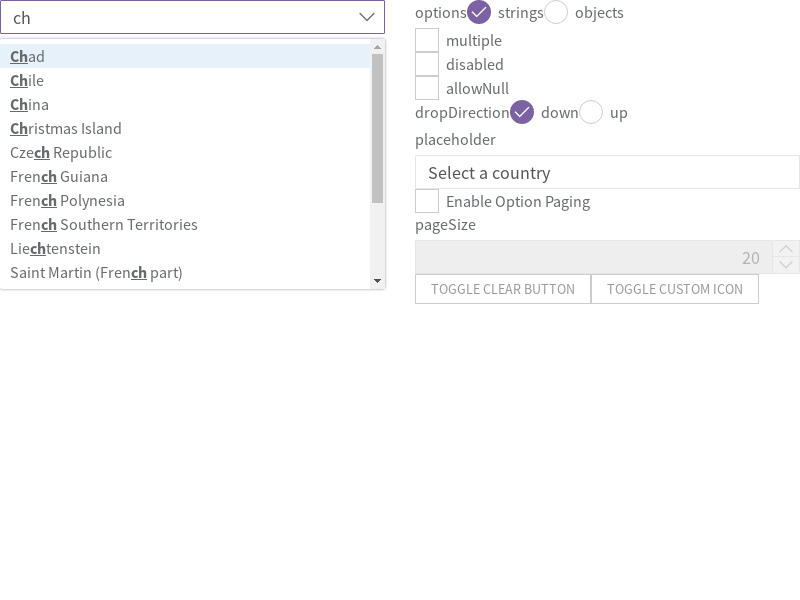 ch
Chad
Chile
China
Christmas Island
Czech Republic
French Guiana
French Polynesia
French Southern Territories
Liechtenstein
Saint Martin (French part)
options strings objects
multiple
disabled
allowNull
dropDirection down up
placeholder
Select a country
Enable Option Paging
pageSize
20
TOGGLE CLEAR BUTTON TOGGLE CUSTOM ICON